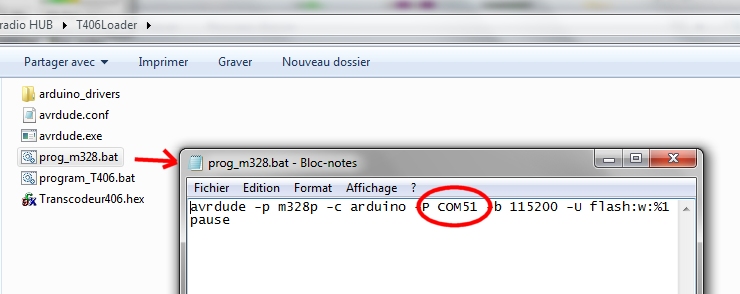 radio HUB ▸ T406Loader ▸
Partager avec ▼ Imprimer Graver Nouveau dossier
arduino_drivers
avrdude.conf
avrdude.exe
prog_m328.bat
program_T406.bat
Transcodeur406.hex
prog_m328.bat - Bloc-notes
Fichier Edition Format Affichage ?
avrdude -p m328p -c arduino -P COM51 -b 115200 -U flash:w:%1
pause